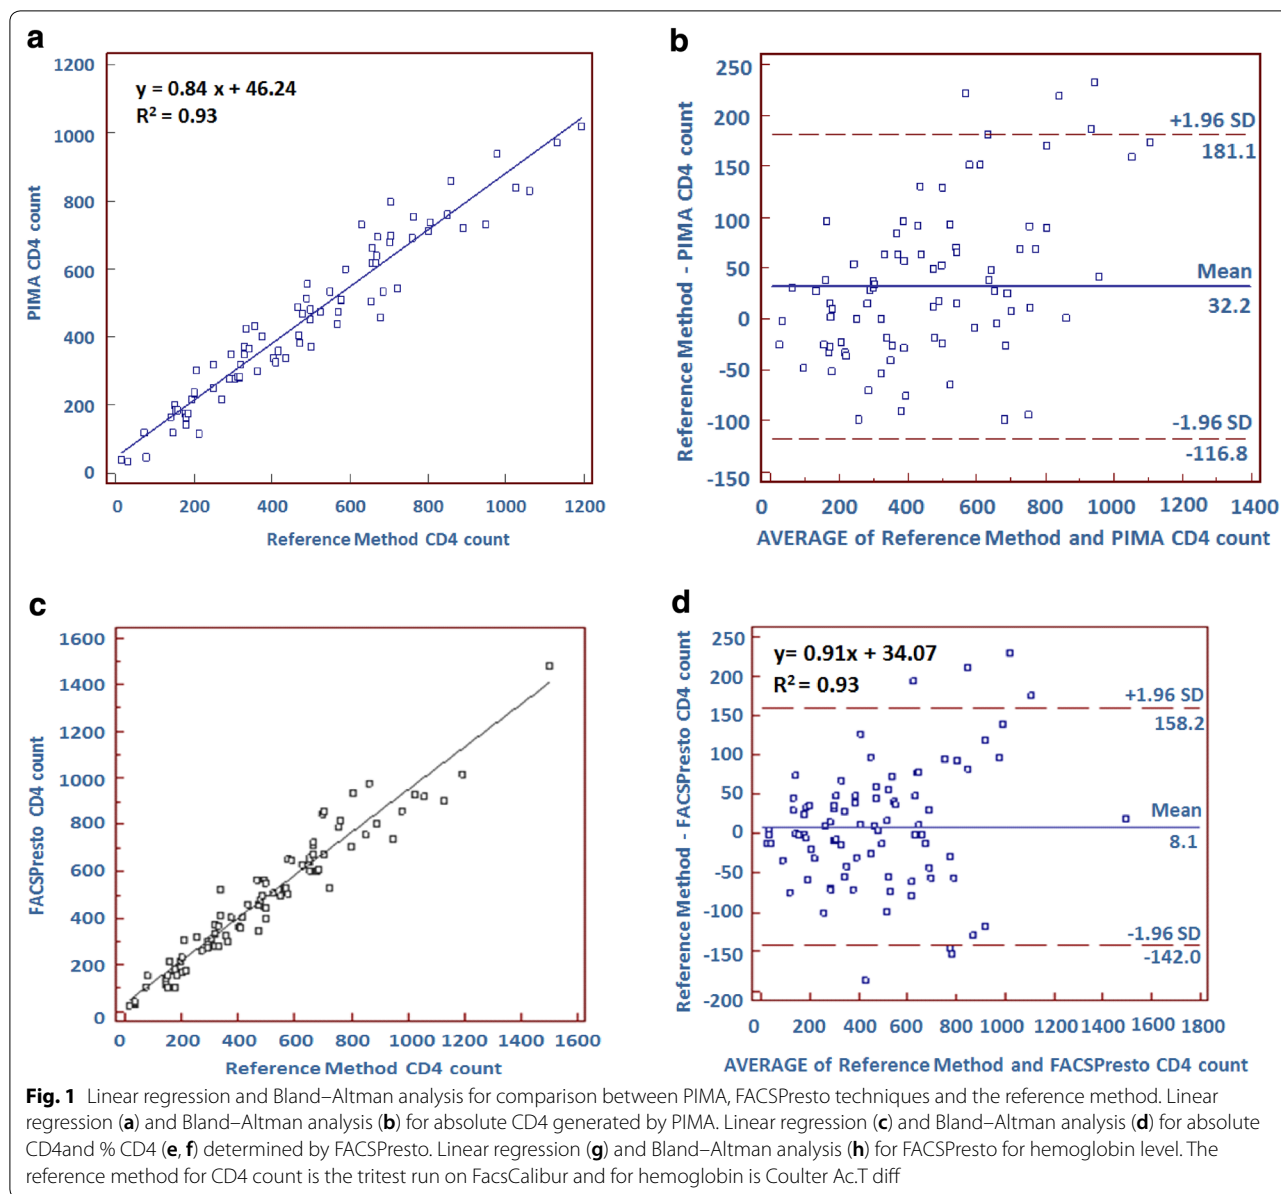 a
1200
1000
800
600
400
200
0
PIMA CD4 count
y = 0.84 x + 46.24
R² = 0.93
0 200 400 600 800 1000 1200
Reference Method CD4 count
b
250
200
150
100
50
0
-50
-100
-150
Reference Method - PIMA CD4 count
+1.96 SD
181.1
Mean
32.2
-1.96 SD
-116.8
0 200 400 600 800 1000 1200 1400
AVERAGE of Reference Method and PIMA CD4 count
c
1600
1400
1200
1000
800
600
400
200
0
FACSPresto CD4 count
0 200 400 600 800 1000 1200 1400 1600
Reference Method CD4 count
d
250
200
150
100
50
0
-50
-100
-150
-200
Reference Method - FACSPresto CD4 count
y= 0.91x + 34.07
R² = 0.93
+1.96 SD
158.2
Mean
8.1
-1.96 SD
-142.0
0 200 400 600 800 1000 1200 1400 1600 1800
AVERAGE of Reference Method and FACSPresto CD4 count
Fig. 1 Linear regression and Bland–Altman analysis for comparison between PIMA, FACSPresto techniques and the reference method. Linear
regression (a) and Bland–Altman analysis (b) for absolute CD4 generated by PIMA. Linear regression (c) and Bland–Altman analysis (d) for absolute
CD4and % CD4 (e, f) determined by FACSPresto. Linear regression (g) and Bland–Altman analysis (h) for FACSPresto for hemoglobin level. The
reference method for CD4 count is the tritest run on FacsCalibur and for hemoglobin is Coulter Ac.T diff